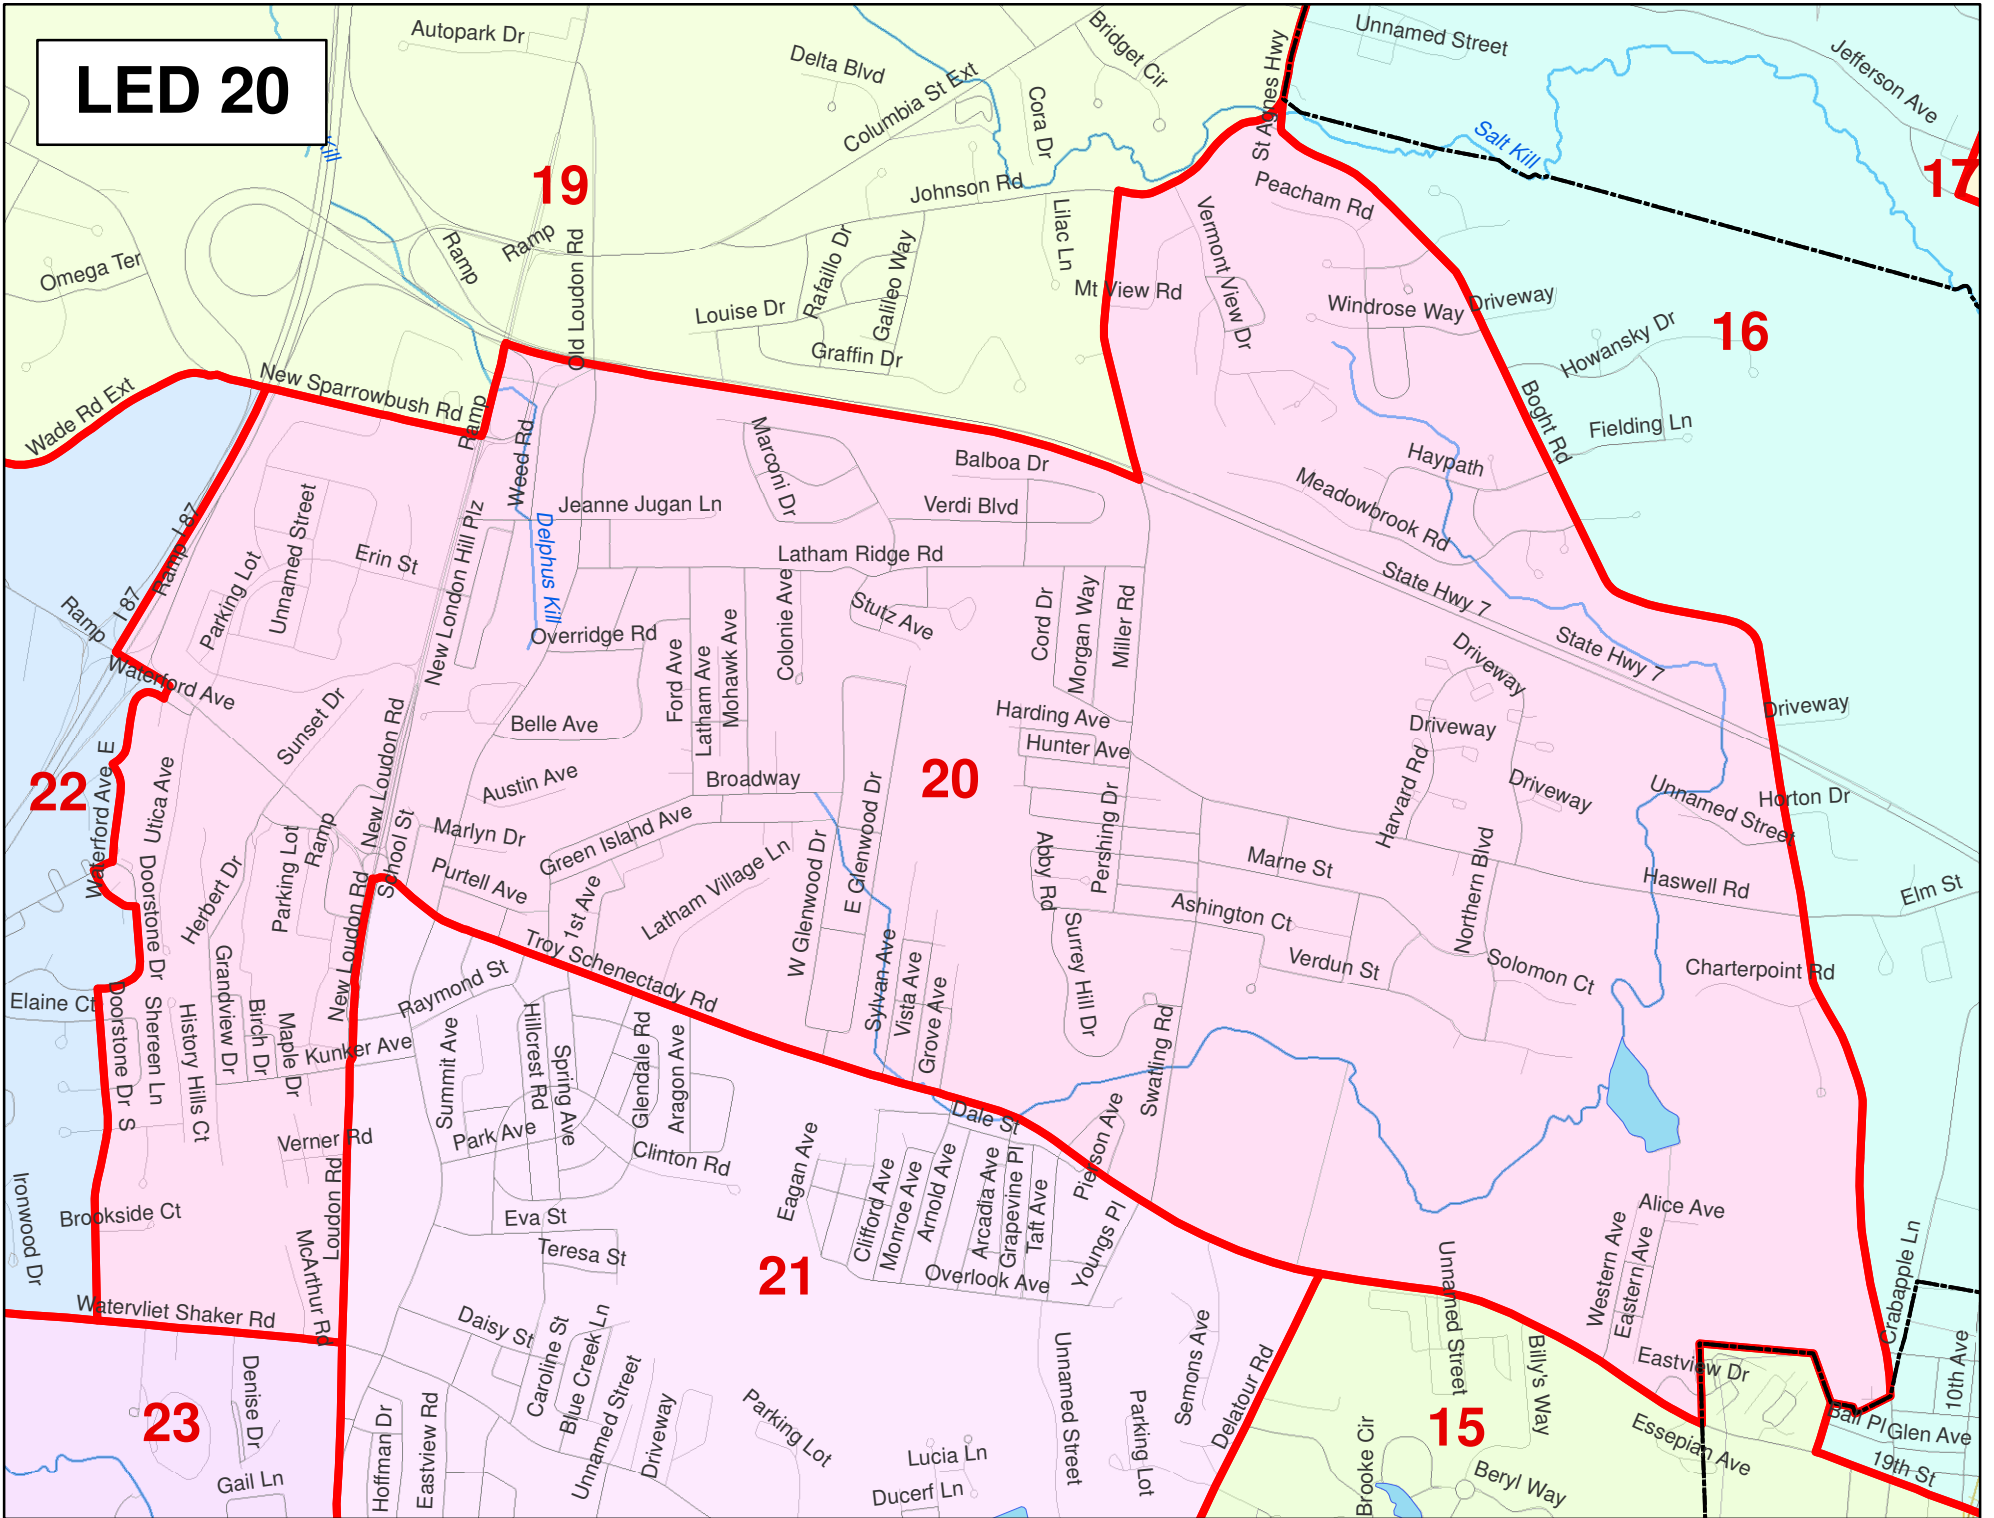 LED 20
Autopark Dr
Delta Blvd
Columbia St Ext
Bridget Cir
Cora Dr
St Agnes Hwy
Unnamed Street
Jefferson Ave
Salt Kill
Kill
19
17
Johnson Rd
Peacham Rd
Omega Ter
Ramp
Ramp
Old Loudon Rd
Rafaillo Dr
Galileo Way
Lilac Ln
Mt View Rd
Vermont View Dr
Windrose Way
Driveway
16
Louise Dr
Graffin Dr
Howansky Dr
Wade Rd Ext
New Sparrowbush Rd
Ramp
Weed Rd
Marconi Dr
Balboa Dr
Verdi Blvd
Boght Rd
Fielding Ln
Haypath
Meadowbrook Rd
Jeanne Jugan Ln
Delphus Kill
Latham Ridge Rd
I 87
Ramp I 87
Ramp
Parking Lot
Unnamed Street
Erin St
New London Hill Plz
State Hwy 7
State Hwy 7
Overridge Rd
Ford Ave
Latham Ave
Mohawk Ave
Colonie Ave
Stutz Ave
Cord Dr
Morgan Way
Miller Rd
Driveway
Driveway
Driveway
Driveway
Waterford Ave
Sunset Dr
New Loudon Rd
Belle Ave
Harding Ave
Hunter Ave
Austin Ave
Broadway
20
22
Waterford Ave E
Utica Ave
Harvard Rd
Unnamed Street
Horton Dr
Marlyn Dr
Green Island Ave
Purtell Ave
School St
Ramp
Parking Lot
Herbert Dr
Doorstone Dr
Latham Village Ln
1st Ave
W Glenwood Dr
E Glenwood Dr
Abby Rd
Pershing Dr
Marne St
Northern Blvd
Haswell Rd
Elm St
Ashington Ct
Verdun St
Solomon Ct
Charterpoint Rd
Troy Schenectady Rd
New Loudon Rd
Raymond St
Elaine Ct
Doorstone Dr S
Shereen Ln
History Hills Ct
Grandview Dr
Birch Dr
Maple Dr
Kunker Ave
Summit Ave
Hillcrest Rd
Spring Ave
Glendale Rd
Aragon Ave
Sylvan Ave
Vista Ave
Grove Ave
Surrey Hill Dr
Swatling Rd
Dale St
Pierson Ave
Park Ave
Clinton Rd
Verner Rd
Loudon Rd
Ironwood Dr
Brookside Ct
McArthur Rd
Watervliet Shaker Rd
Eva St
Teresa St
21
Eagan Ave
Clifford Ave
Monroe Ave
Arnold Ave
Arcadia Ave
Grapevine Pl
Taft Ave
Youngs Pl
Overlook Ave
Alice Ave
Western Ave
Eastern Ave
Crabapple Ln
Unnamed Street
Billy's Way
Daisy St
Caroline St
Blue Creek Ln
Unnamed Street
Driveway
Parking Lot
Unnamed Street
Parking Lot
Semons Ave
Delatour Rd
15
Eastview Dr
Essepian Ave
Ball Pl
Glen Ave
10th Ave
19th St
23
Denise Dr
Gail Ln
Hoffman Dr
Eastview Rd
Lucia Ln
Ducerf Ln
Brooke Cir
Beryl Way